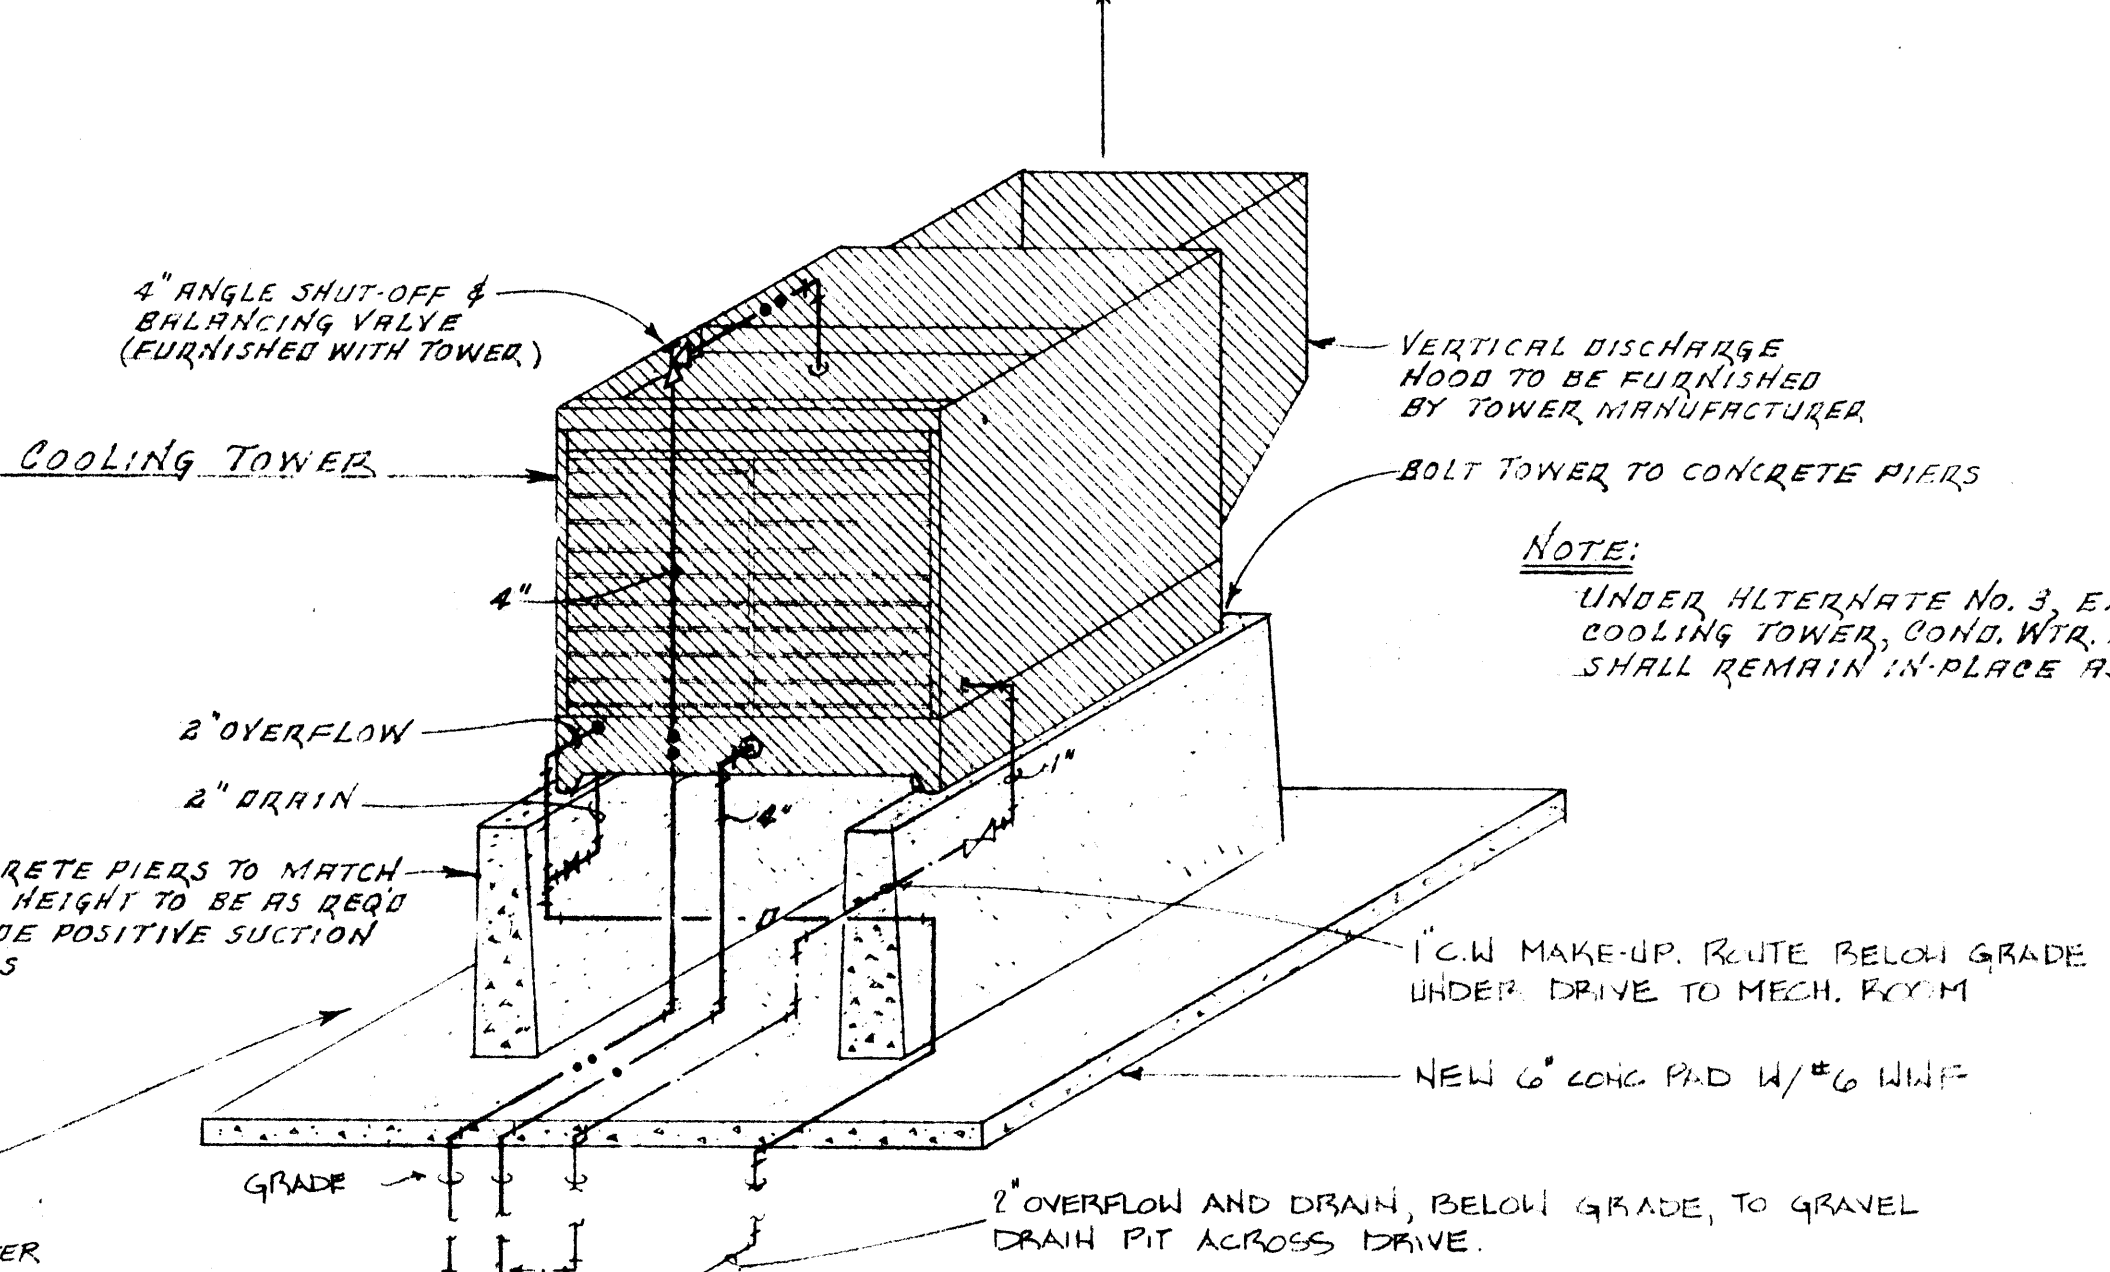 4" ANGLE SHUT-OFF &
BALANCING VALVE
(FURNISHED WITH TOWER)
COOLING TOWER
4"
2" OVERFLOW
2" DRAIN
RETE PIERS TO MATCH
HEIGHT TO BE AS REQ'D
DE POSITIVE SUCTION
S
GRADE
ER
4"
1"
VERTICAL DISCHARGE
HOOD TO BE FURNISHED
BY TOWER MANUFACTURER
BOLT TOWER TO CONCRETE PIERS
NOTE:
UNDER ALTERNATE NO. 3, E
COOLING TOWER, COND. WTR.
SHALL REMAIN IN-PLACE AS
1" C.W MAKE-UP. ROUTE BELOW GRADE
UNDER DRIVE TO MECH. ROOM
NEW 6" CONC PAD W/ #6 WWF
2" OVERFLOW AND DRAIN, BELOW GRADE, TO GRAVEL
DRAIN PIT ACROSS DRIVE.